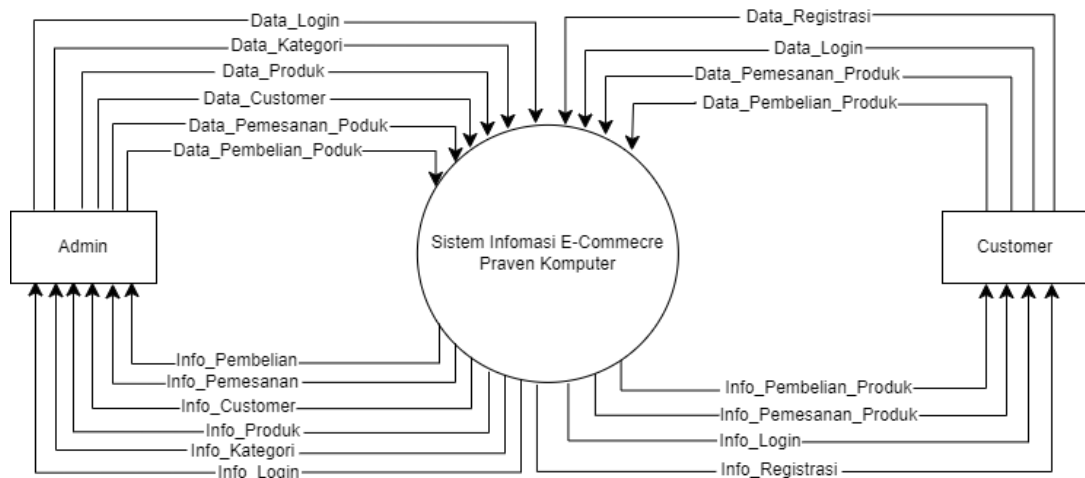 Data_Login
Data_Kategori
Data_Produk
Data_Customer
Data_Pemesanan_Poduk
Data_Pembelian_Poduk
Data_Registrasi
Data_Login
Data_Pemesanan_Produk
Data_Pembelian_Produk
Admin
Sistem Infomasi E-Commecre
Praven Komputer
Customer
Info_Pembelian
Info_Pemesanan
Info_Customer
Info_Produk
Info_Kategori
Info_Login
Info_Pembelian_Produk
Info_Pemesanan_Produk
Info_Login
Info_Registrasi